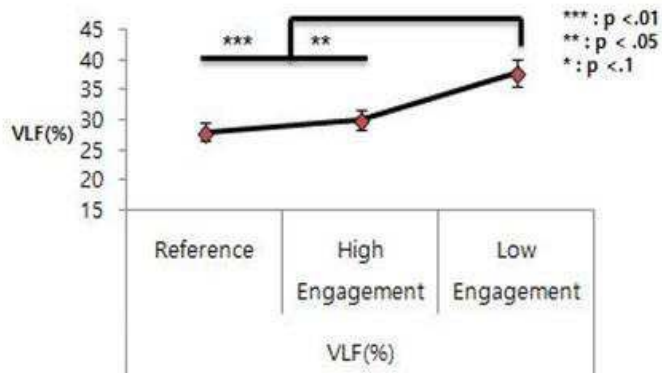 *** : p <.01
** : p < .05
* : p <.1
*** **
45
40
35
30
25
20
15
VLF(%)
Reference
High Engagement
Low Engagement
VLF(%)